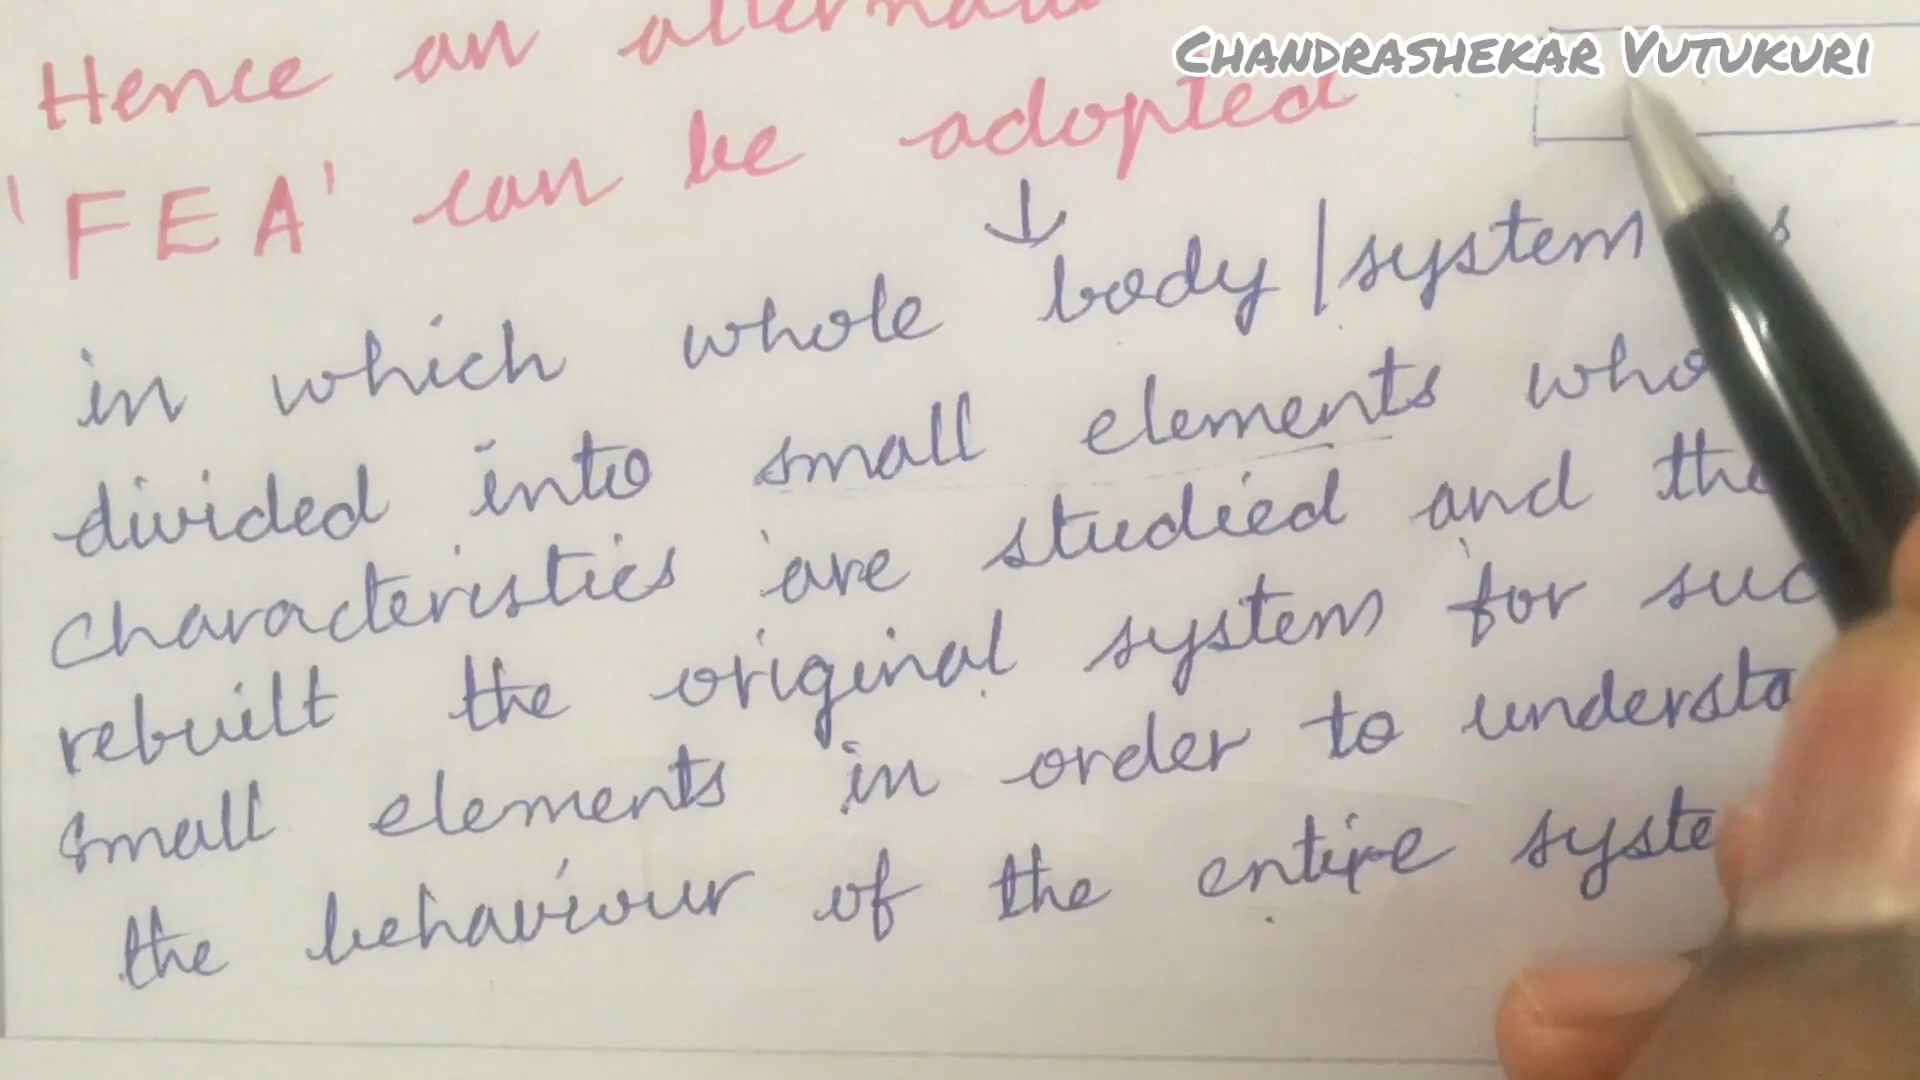 Hence an
CHANDRASHEKAR VUTUKURI
'FEA' can be adopted
↓
in which whole body/system
divided into small elements
characteristics are studied and
rebuilt the original system for
small elements in order to
the behaviour of the entire